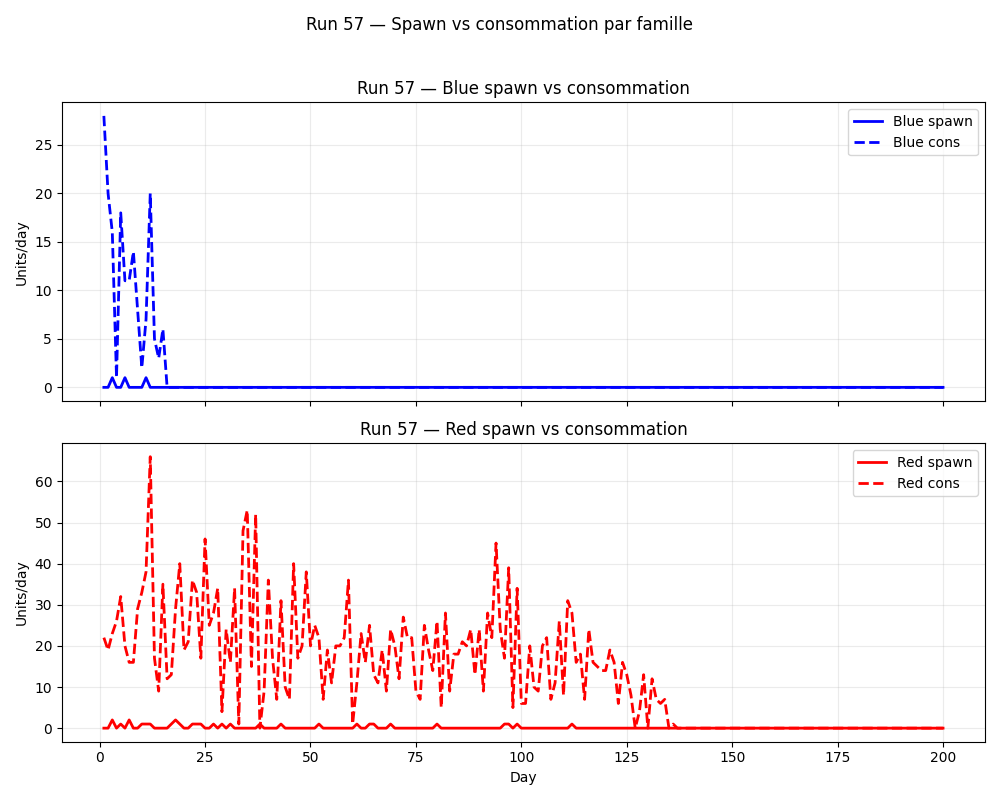 Run 57 — Spawn vs consommation par famille
Run 57 — Blue spawn vs consommation
Blue spawn
Blue cons
Units/day
25
20
15
10
5
0
0
25
50
75
100
125
150
175
200
Run 57 — Red spawn vs consommation
Red spawn
Red cons
Units/day
60
50
40
30
20
10
0
Day